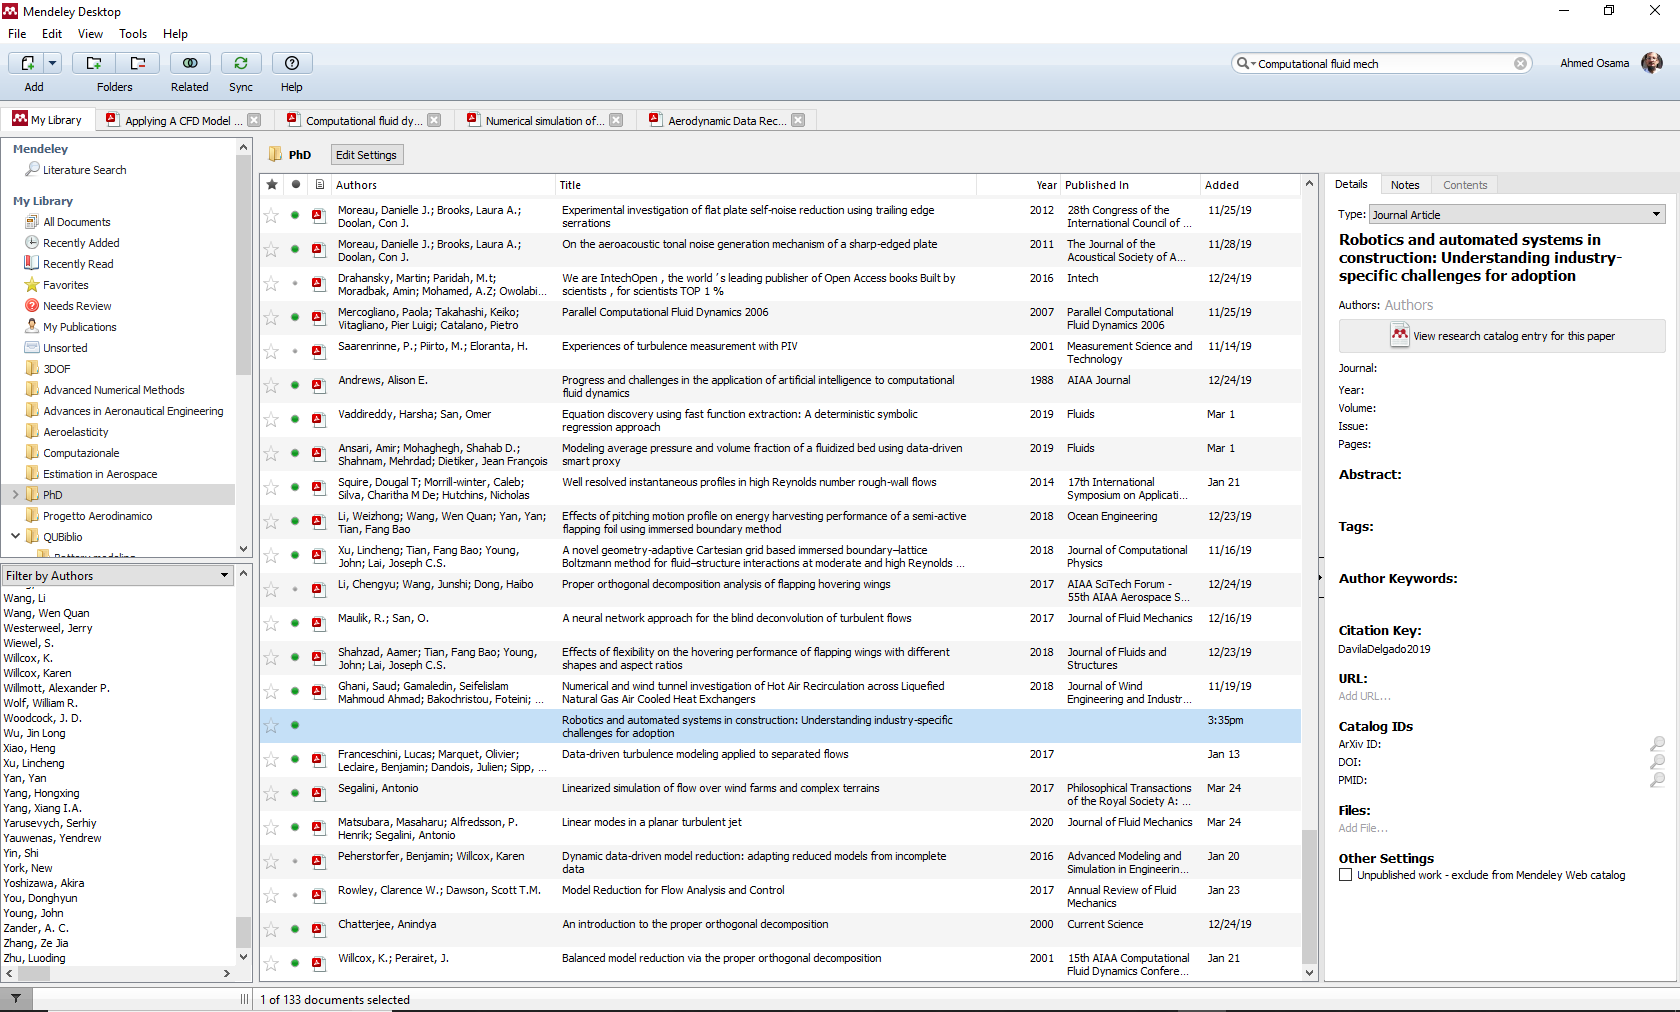 Mendeley Desktop
File Edit View Tools Help
Computational fluid mech
Ahmed Osama
Add Folders Related Sync Help
My Library
Applying A CFD Model ...
Computational fluid dy...
Numerical simulation of...
Aerodynamic Data Rec...
Mendeley
Literature Search
My Library
All Documents
Recently Added
Recently Read
Favorites
Needs Review
My Publications
Unsorted
3DOF
Advanced Numerical Methods
Advances in Aeronautical Engineering
Aeroelasticity
Computazionale
Estimation in Aerospace
PhD
Progetto Aerodinamico
QUBiblio
Battery modeling
Filter by Authors
Wang, Li
Wang, Wen Quan
Westerweel, Jerry
Wiewel, S.
Willcox, K.
Willcox, Karen
Willmott, Alexander P.
Wolf, William R.
Woodcock, J. D.
Wu, Jin Long
Xiao, Heng
Xu, Lincheng
Yan, Yan
Yang, Hongxing
Yang, Xiang I.A.
Yarusevych, Serhiy
Yauwenas, Yendrew
Yin, Shi
York, New
Yoshizawa, Akira
You, Donghyun
Young, John
Zander, A. C.
Zhang, Ze Jia
Zhu, Luoding
PhD
Edit Settings
Authors Title Year Published In Added
Moreau, Danielle J.; Brooks, Laura A.; Experimental investigation of flat plate self-noise reduction using trailing edge 2012 28th Congress of the 11/25/19
Doolan, Con J. serrations International Council of ...
Moreau, Danielle J.; Brooks, Laura A.; On the aeroacoustic tonal noise generation mechanism of a sharp-edged plate 2011 The Journal of the 11/28/19
Doolan, Con J. Acoustical Society of A...
Drahansky, Martin; Paridah, M.t; We are IntechOpen , the world ' s leading publisher of Open Access books Built by 2016 Intech 12/24/19
Moradbak, Amin; Mohamed, A.Z; Owolabi... scientists , for scientists TOP 1 %
Mercogliano, Paola; Takahashi, Keiko; Parallel Computational Fluid Dynamics 2006 2007 Parallel Computational 11/25/19
Vitagliano, Pier Luigi; Catalano, Pietro Fluid Dynamics 2006
Saarenrinne, P.; Piirto, M.; Eloranta, H. Experiences of turbulence measurement with PIV 2001 Measurement Science and 11/14/19
Technology
Andrews, Alison E. Progress and challenges in the application of artificial intelligence to computational 1988 AIAA Journal 12/24/19
fluid dynamics
Vaddireddy, Harsha; San, Omer Equation discovery using fast function extraction: A deterministic symbolic 2019 Fluids Mar 1
regression approach
Ansari, Amir; Mohaghegh, Shahab D.; Modeling average pressure and volume fraction of a fluidized bed using data-driven 2019 Fluids Mar 1
Shahnam, Mehrdad; Dietiker, Jean François smart proxy
Squire, Dougal T; Morrill-winter, Caleb; Well resolved instantaneous profiles in high Reynolds number rough-wall flows 2014 17th International Jan 21
Silva, Charitha M De; Hutchins, Nicholas Symposium on Applicati...
Li, Weizhong; Wang, Wen Quan; Yan, Yan; Effects of pitching motion profile on energy harvesting performance of a semi-active 2018 Ocean Engineering 12/23/19
Tian, Fang Bao flapping foil using immersed boundary method
Xu, Lincheng; Tian, Fang Bao; Young, A novel geometry-adaptive Cartesian grid based immersed boundary–lattice 2018 Journal of Computational 11/16/19
John; Lai, Joseph C.S. Boltzmann method for fluid–structure interactions at moderate and high Reynolds ... Physics
Li, Chengyu; Wang, Junshi; Dong, Haibo Proper orthogonal decomposition analysis of flapping hovering wings 2017 AIAA SciTech Forum - 12/24/19
55th AIAA Aerospace S...
Maulik, R.; San, O. A neural network approach for the blind deconvolution of turbulent flows 2017 Journal of Fluid Mechanics 12/16/19
Shahzad, Aamer; Tian, Fang Bao; Young, Effects of flexibility on the hovering performance of flapping wings with different 2018 Journal of Fluids and 12/23/19
John; Lai, Joseph C.S. shapes and aspect ratios Structures
Ghani, Saud; Gamaledin, Seifelislam Numerical and wind tunnel investigation of Hot Air Recirculation across Liquefied 2018 Journal of Wind 11/19/19
Mahmoud Ahmad; Bakochristou, Foteini; ... Natural Gas Air Cooled Heat Exchangers Engineering and Industr...
Robotics and automated systems in construction: Understanding industry-specific 3:35pm
challenges for adoption
Franceschini, Lucas; Marquet, Olivier; Data-driven turbulence modeling applied to separated flows 2017 Jan 13
Leclaire, Benjamin; Dandois, Julien; Sipp, ...
Segalini, Antonio Linearized simulation of flow over wind farms and complex terrains 2017 Philosophical Transactions Mar 24
of the Royal Society A: ...
Matsubara, Masaharu; Alfredsson, P. Linear modes in a planar turbulent jet 2020 Journal of Fluid Mechanics Mar 24
Henrik; Segalini, Antonio
Peherstorfer, Benjamin; Willcox, Karen Dynamic data-driven model reduction: adapting reduced models from incomplete 2016 Advanced Modeling and Jan 20
data Simulation in Engineerin...
Rowley, Clarence W.; Dawson, Scott T.M. Model Reduction for Flow Analysis and Control 2017 Annual Review of Fluid Jan 23
Mechanics
Chatterjee, Anindya An introduction to the proper orthogonal decomposition 2000 Current Science 12/24/19
Willcox, K.; Perairet, J. Balanced model reduction via the proper orthogonal decomposition 2001 15th AIAA Computational Jan 21
Fluid Dynamics Confere...
Details Notes Contents
Type: Journal Article
Robotics and automated systems in
construction: Understanding industry-
specific challenges for adoption
Authors: Authors
View research catalog entry for this paper
Journal:
Year:
Volume:
Issue:
Pages:
Abstract:
Tags:
Author Keywords:
Citation Key:
DavilaDelgado2019
URL:
Add URL...
Catalog IDs
ArXiv ID:
DOI:
PMID:
Files:
Add File...
Other Settings
Unpublished work - exclude from Mendeley Web catalog
1 of 133 documents selected